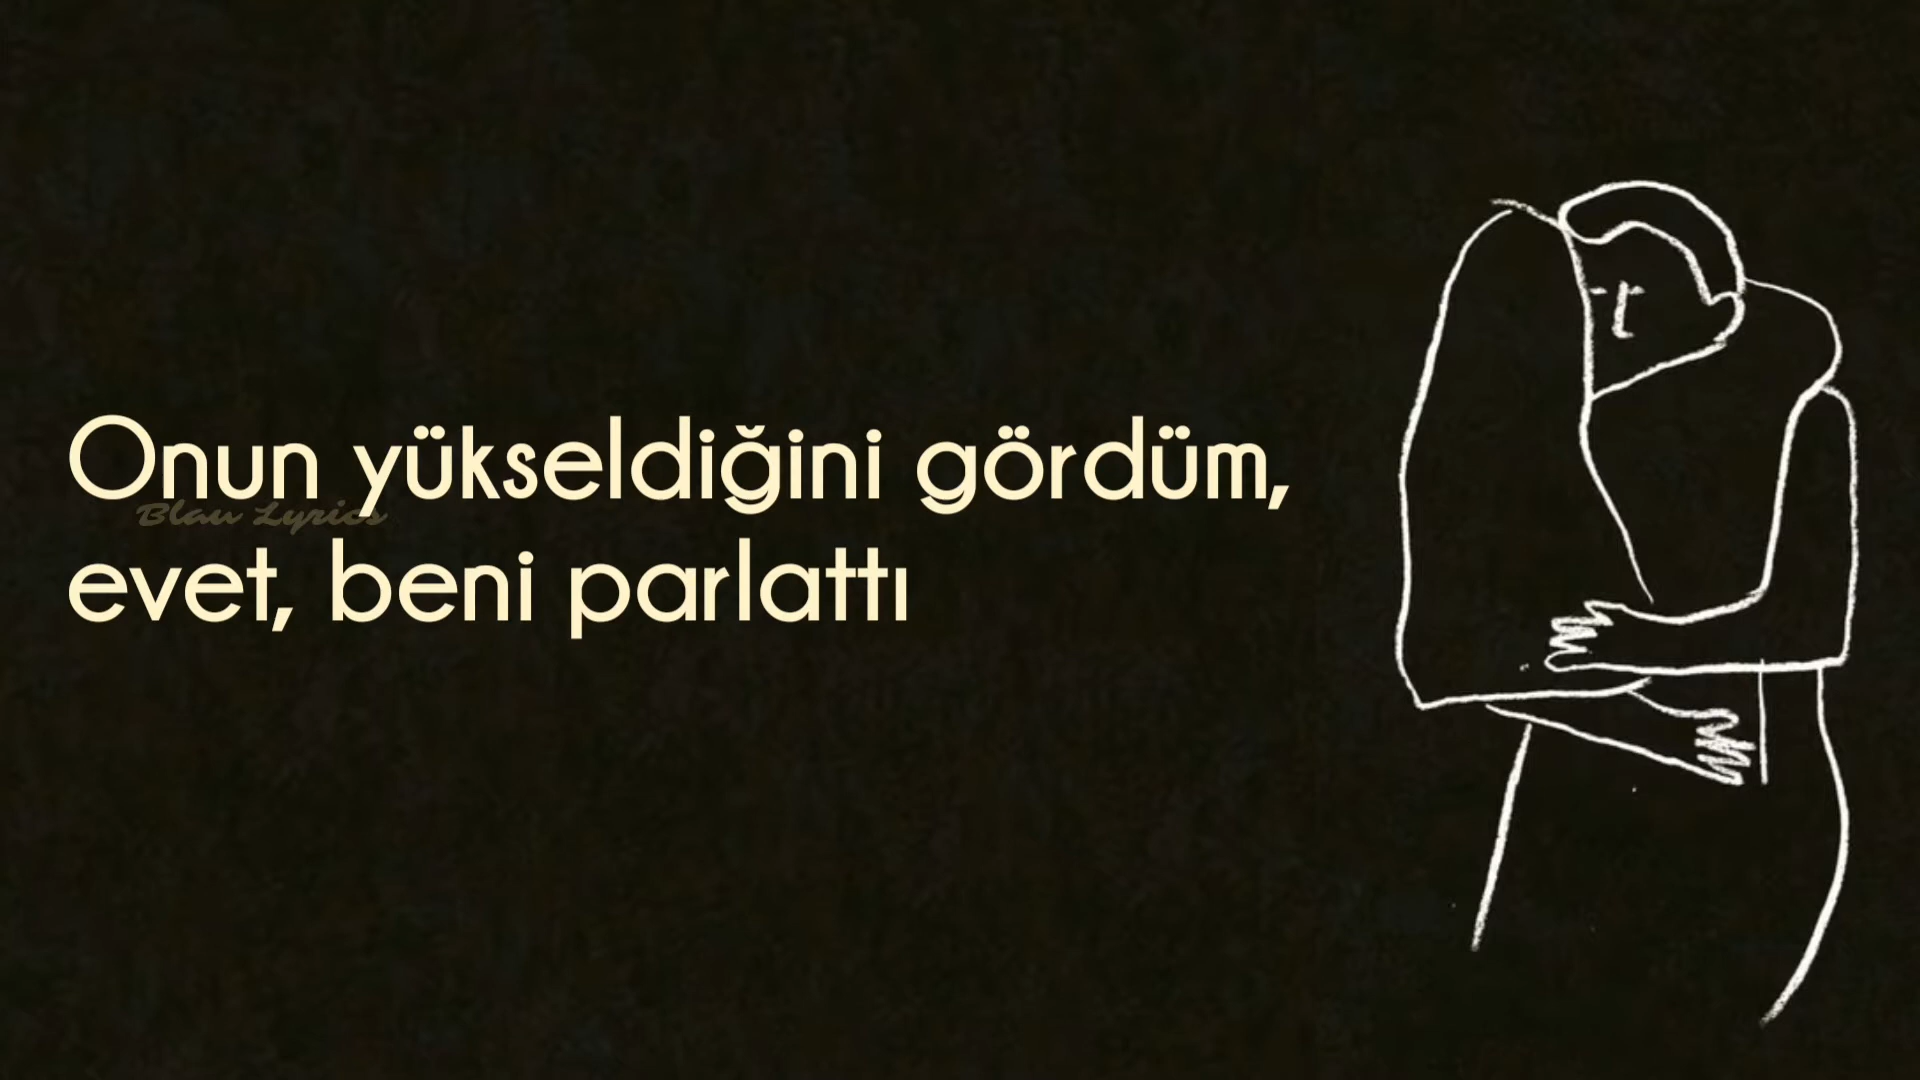 Onun yükseldiğini gördüm,
Blau Lyrics
evet, beni parlattı